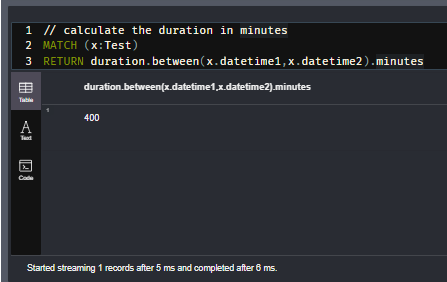 1 // calculate the duration in minutes
2 MATCH (x:Test)
3 RETURN duration.between(x.datetime1,x.datetime2).minutes
duration.between(x.datetime1,x.datetime2).minutes
Table
1
400
Text
Code
Started streaming 1 records after 5 ms and completed after 6 ms.